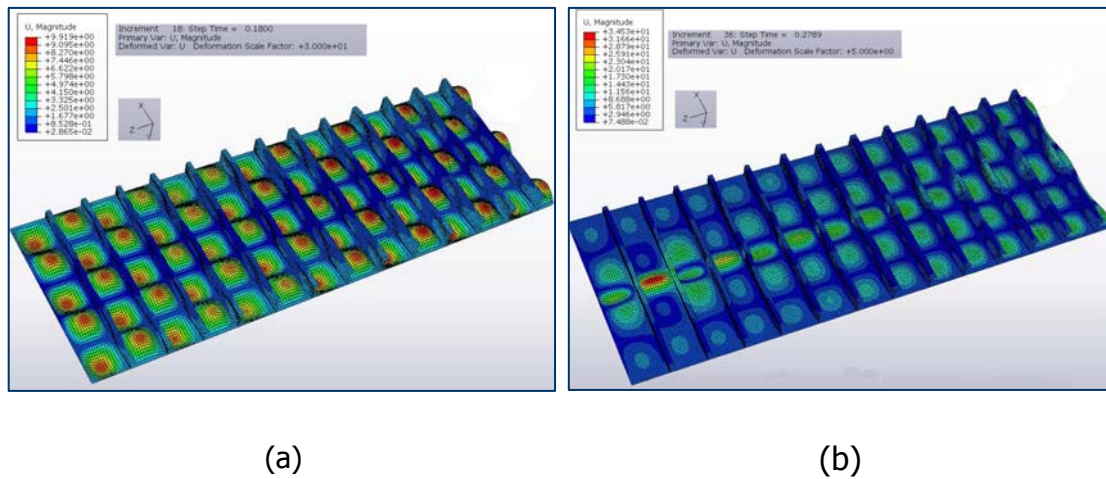 U, Magnitude
+9.919e+00
+9.095e+00
+8.270e+00
+7.446e+00
+6.622e+00
+5.798e+00
+4.974e+00
+4.150e+00
+3.325e+00
+2.501e+00
+1.677e+00
+8.528e-01
+2.865e-02
Increment 18: Step Time = 0.1800
Primary Var: U, Magnitude
Deformed Var: U Deformation Scale Factor: +3.000e+01
X
Z
U, Magnitude
+3.453e+01
+3.166e+01
+2.879e+01
+2.591e+01
+2.304e+01
+2.017e+01
+1.730e+01
+1.443e+01
+1.156e+01
+8.688e+00
+5.817e+00
+2.946e+00
+7.488e-02
Increment 36: Step Time = 0.2789
Primary Var: U, Magnitude
Deformed Var: U Deformation Scale Factor: +5.000e+00
X
Z
(a)
(b)